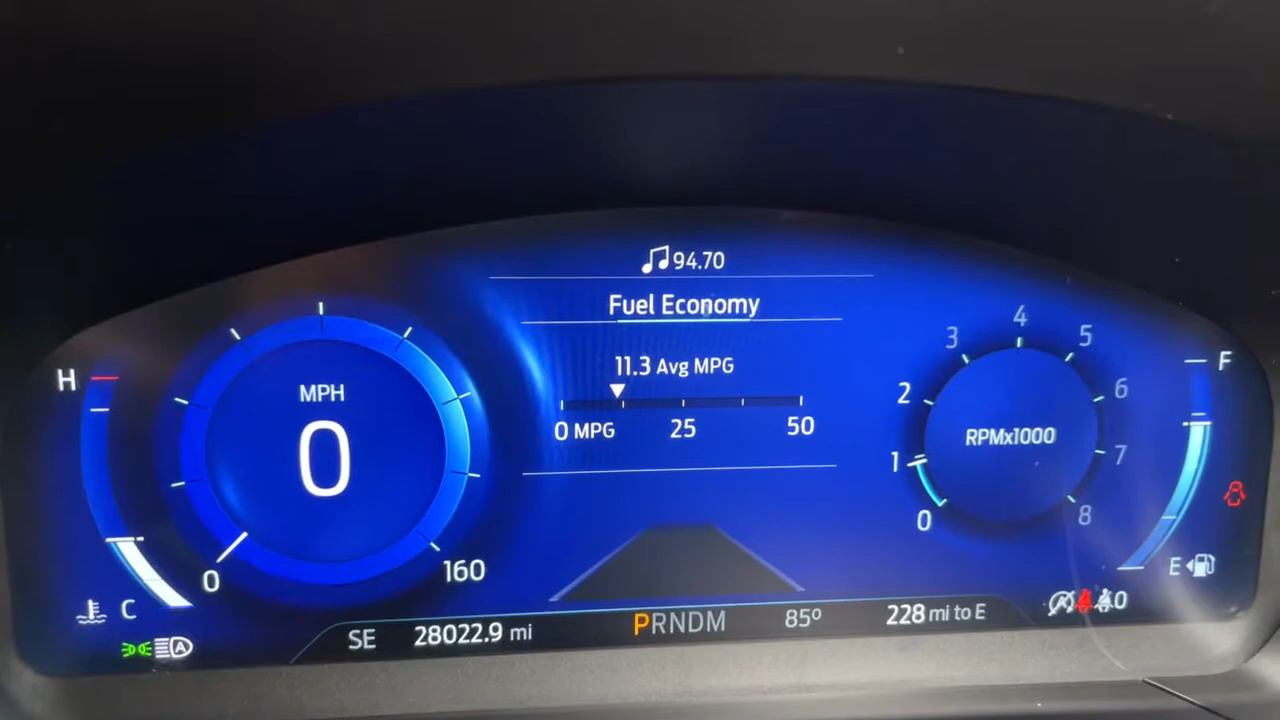 94.70
Fuel Economy
11.3 Avg MPG
0 MPG 25 50
H
C
MPH
0
0
160
0
1
2
3
4
5
6
7
8
RPMx1000
F
E
A
A
0
SE 28022.9 mi PRNDM 85° 228 mi to E